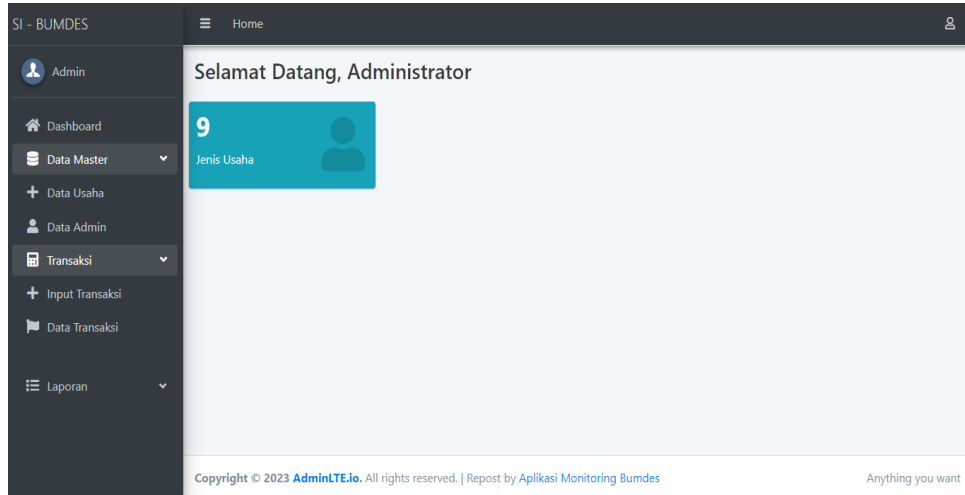 SI - BUMDES
Home
Admin
Dashboard
Data Master
Data Usaha
Data Admin
Transaksi
Input Transaksi
Data Transaksi
Laporan
Selamat Datang, Administrator
9
Jenis Usaha
Copyright © 2023 AdminLTE.io. All rights reserved. | Repost by Aplikasi Monitoring Bumdes
Anything you want